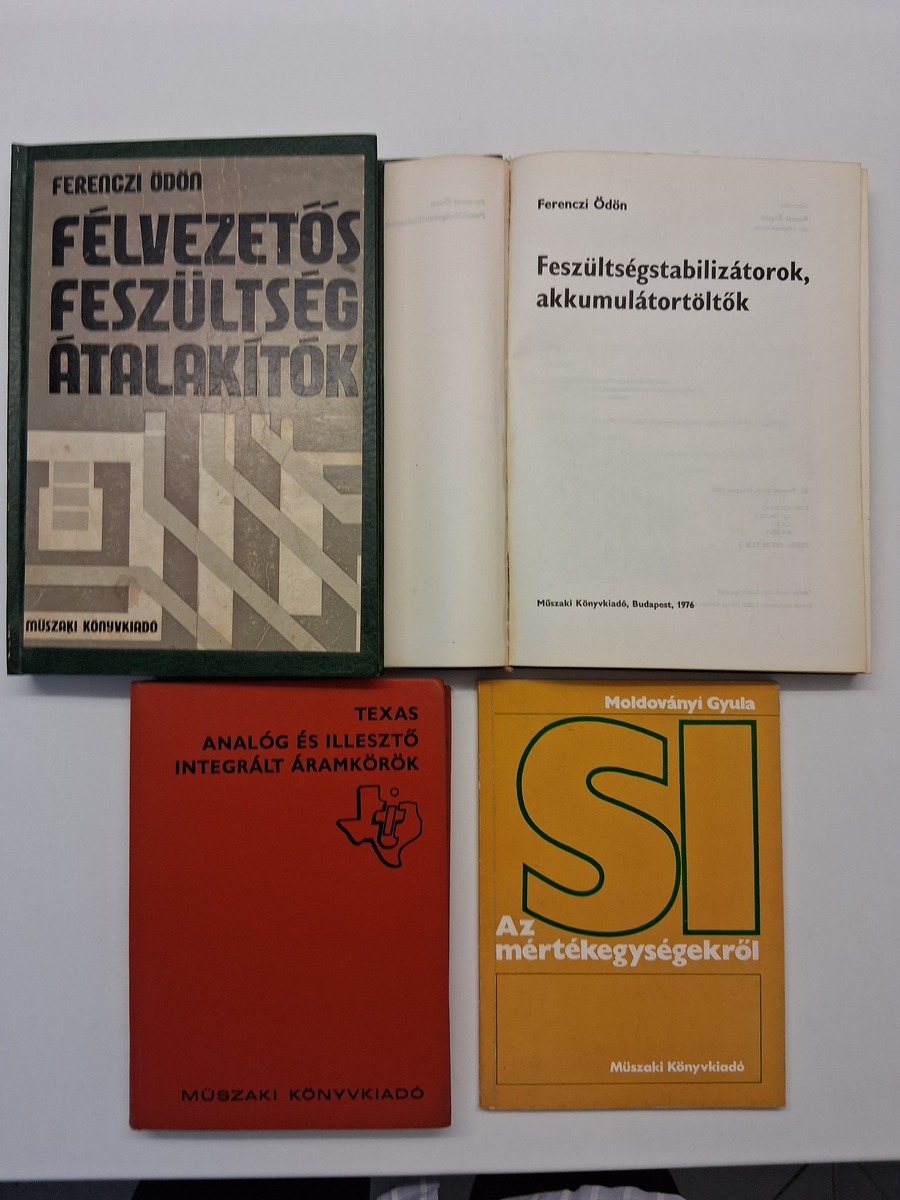 FERENCZI ÖDÖN
FÉLVEZETŐS
FESZÜLTSÉG
ÁTALAKÍTÓK
MŰSZAKI KÖNYVKIADÓ
Ferenczi Ödön
Feszültségstabilizátorok,
akkumulátortöltők
Műszaki Könyvkiadó, Budapest, 1976
TEXAS
ANALÓG ÉS ILLESZTŐ
INTEGRÁLT ÁRAMKÖRÖK
MŰSZAKI KÖNYVKIADÓ
Moldoványi Gyula
Az SI
mértékegységekről
Műszaki Könyvkiadó